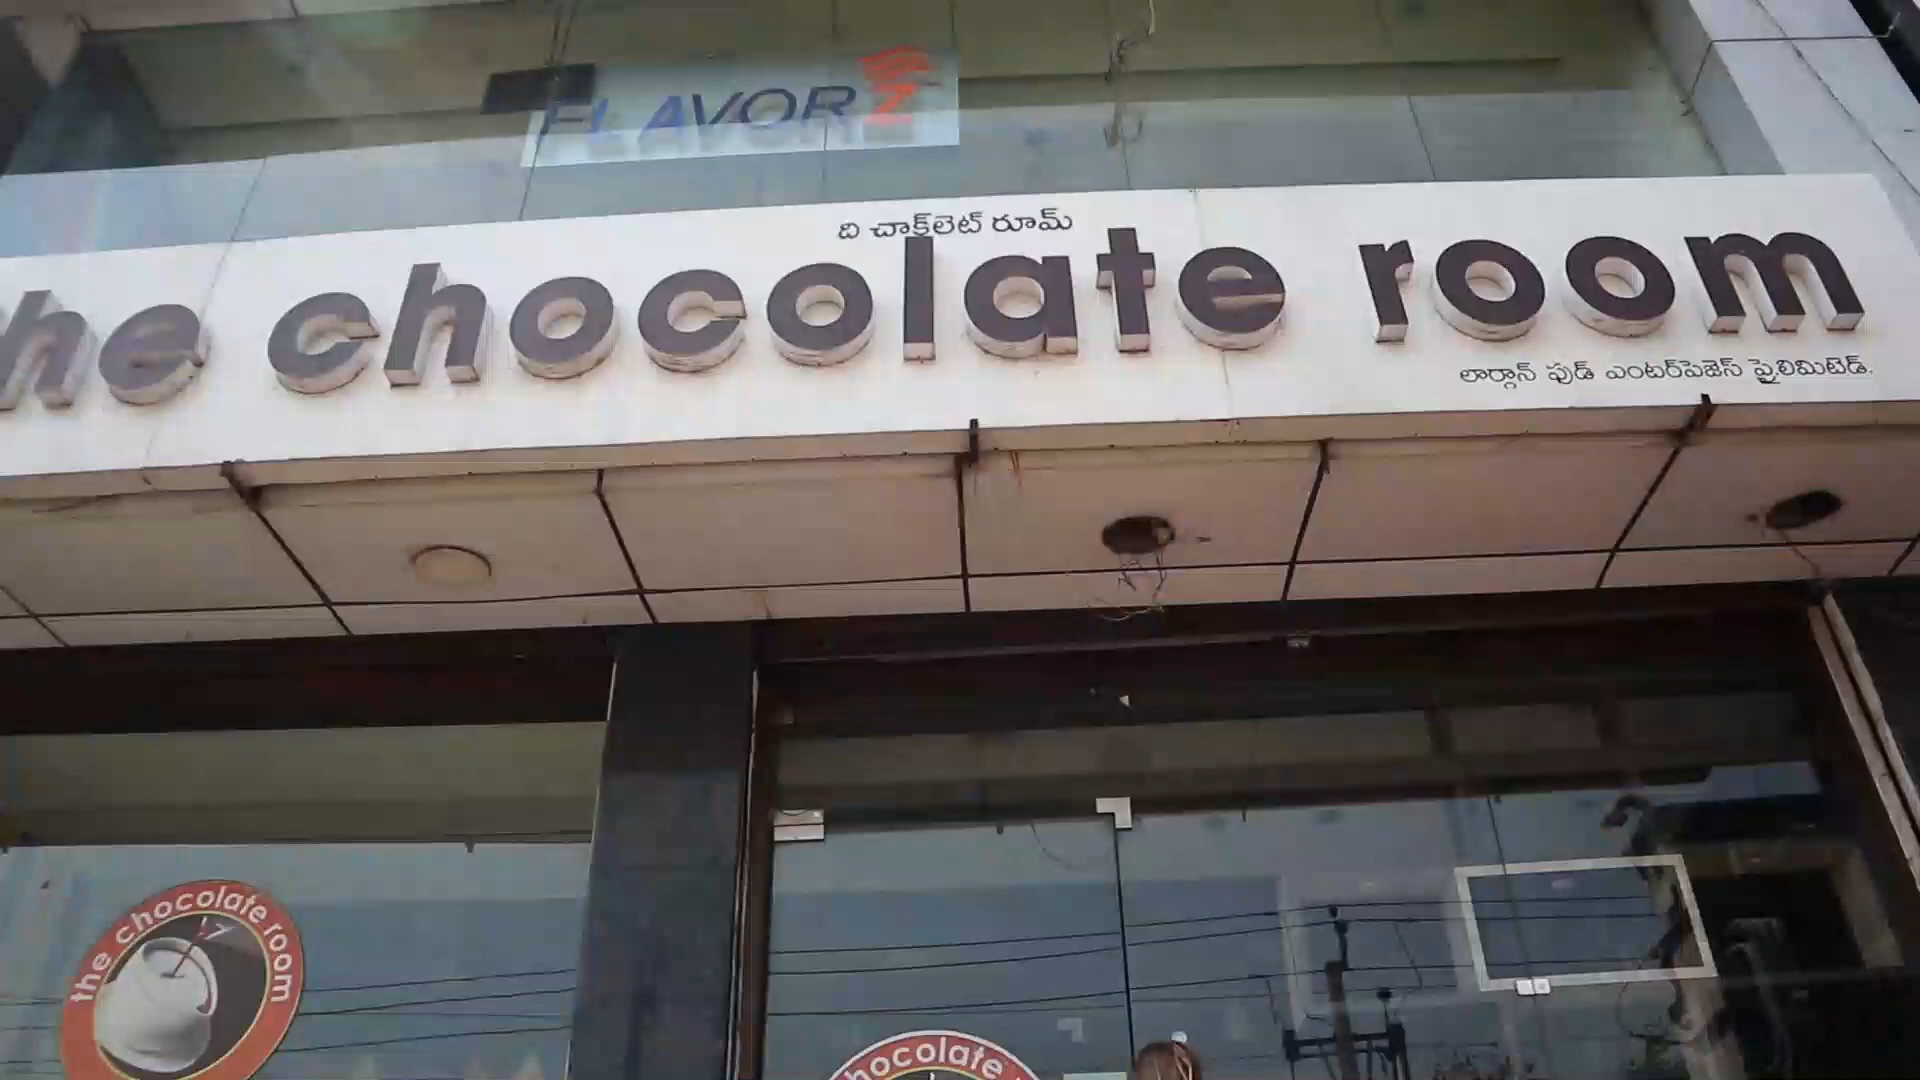 FLAVORZ
ది చాక్‌లెట్ రూమ్
the chocolate room
లార్గాన్ ఫుడ్ ఎంటర్‌పెజెస్ ప్రైలిమిటెడ్.
the chocolate room
chocolate